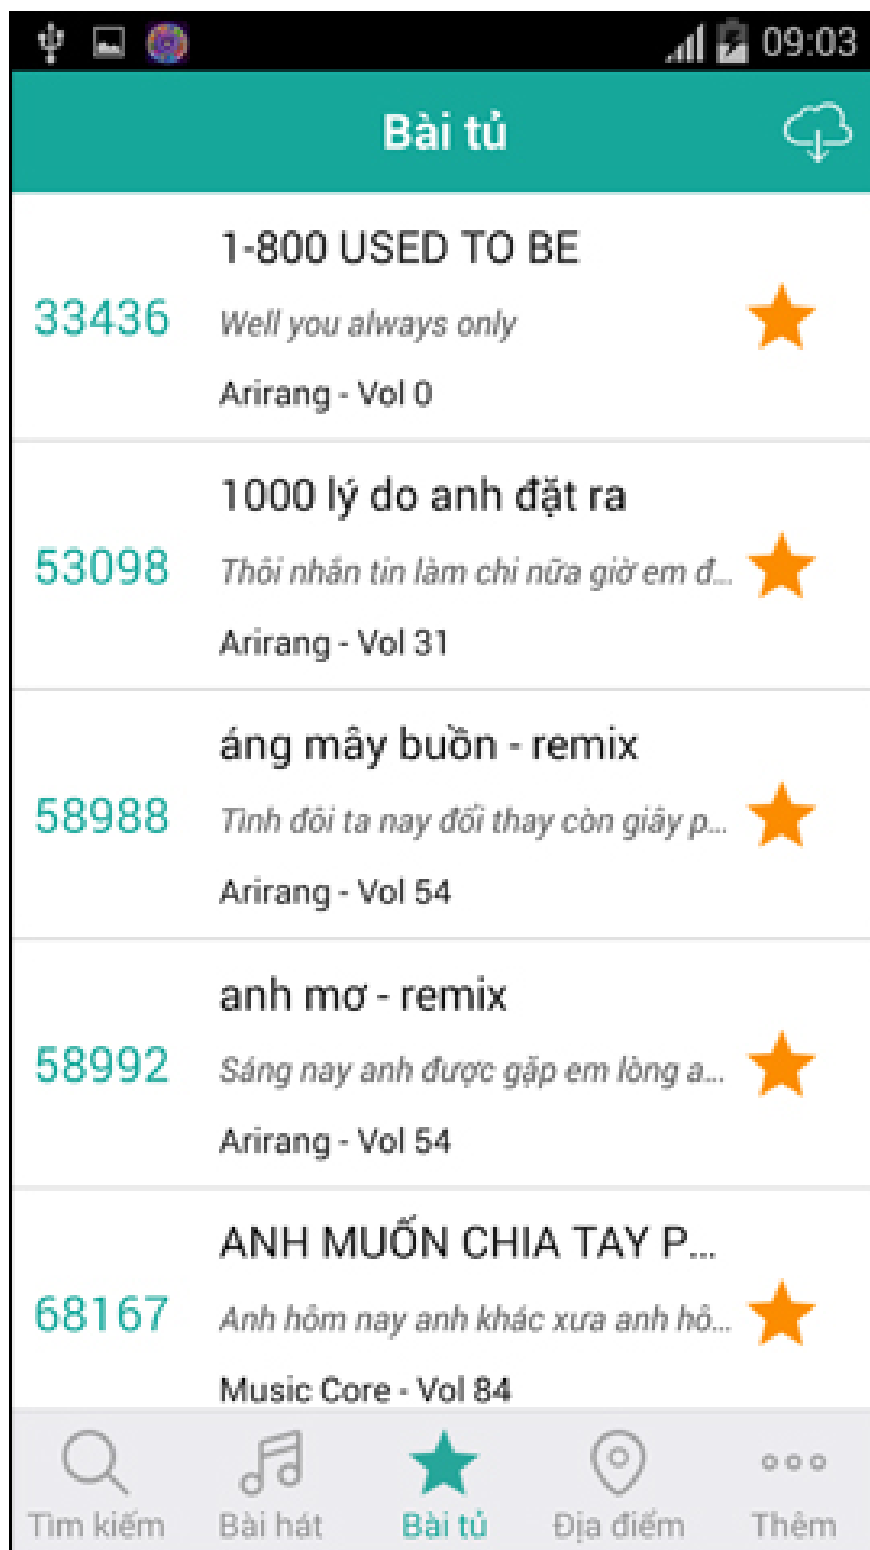 09:03
Bài tủ
1-800 USED TO BE
33436
Well you always only
Arirang - Vol 0
1000 lý do anh đặt ra
53098
Thôi nhắn tin làm chi nữa giờ em đ...
Arirang - Vol 31
áng mây buồn - remix
58988
Tình đôi ta nay đổi thay còn giây p...
Arirang - Vol 54
anh mơ - remix
58992
Sáng nay anh được gặp em lòng a...
Arirang - Vol 54
ANH MUỐN CHIA TAY P...
68167
Anh hôm nay anh khác xưa anh hô...
Music Core - Vol 84
Tìm kiếm
Bài hát
Bài tủ
Địa điểm
Thêm